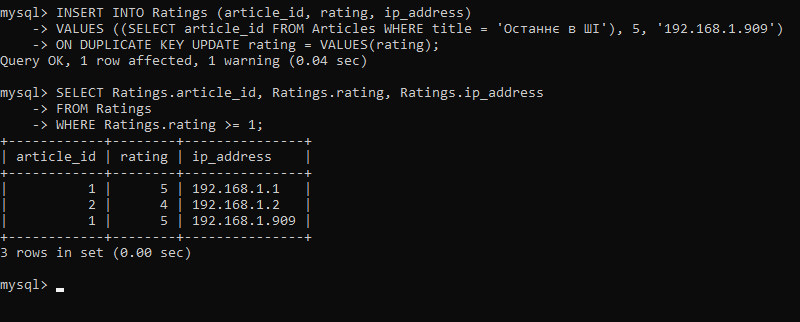 mysql> INSERT INTO Ratings (article_id, rating, ip_address)
    -> VALUES ((SELECT article_id FROM Articles WHERE title = 'Останнє в ШІ'), 5, '192.168.1.909')
    -> ON DUPLICATE KEY UPDATE rating = VALUES(rating);
Query OK, 1 row affected, 1 warning (0.04 sec)
mysql> SELECT Ratings.article_id, Ratings.rating, Ratings.ip_address
    -> FROM Ratings
    -> WHERE Ratings.rating >= 1;
+------------+--------+---------------+
| article_id | rating | ip_address    |
+------------+--------+---------------+
|          1 |      5 | 192.168.1.1   |
|          2 |      4 | 192.168.1.2   |
|          1 |      5 | 192.168.1.909 |
+------------+--------+---------------+
3 rows in set (0.00 sec)
mysql> _